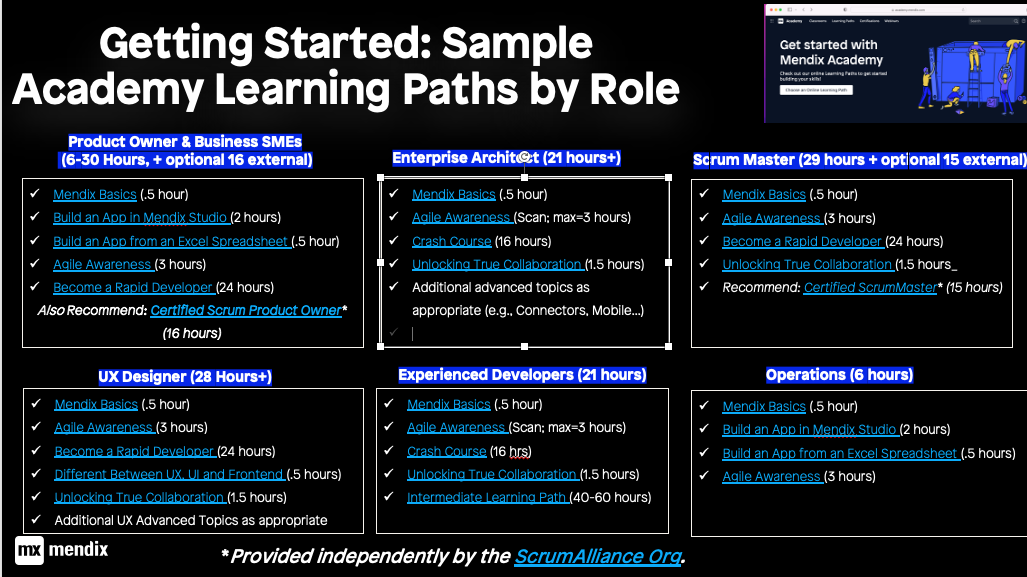 Getting Started: Sample
Academy Learning Paths by Role
Academy
Get started with
Mendix Academy
Check out our online Learning Paths to get started
building your skills!
Choose an Online Learning Path
Product Owner & Business SMEs
(6-30 Hours, + optional 16 external)
✓ Mendix Basics (.5 hour)
✓ Build an App in Mendix Studio (2 hours)
✓ Build an App from an Excel Spreadsheet (.5 hour)
✓ Agile Awareness (3 hours)
✓ Become a Rapid Developer (24 hours)
Also Recommend: Certified Scrum Product Owner*
(16 hours)
Enterprise Architect (21 hours+)
✓ Mendix Basics (.5 hour)
✓ Agile Awareness (Scan; max=3 hours)
✓ Crash Course (16 hours)
✓ Unlocking True Collaboration (1.5 hours)
✓ Additional advanced topics as
appropriate (e.g., Connectors, Mobile...)
✓
Scrum Master (29 hours + optional 15 external)
✓ Mendix Basics (.5 hour)
✓ Agile Awareness (3 hours)
✓ Become a Rapid Developer (24 hours)
✓ Unlocking True Collaboration (1.5 hours_
✓ Recommend: Certified ScrumMaster* (15 hours)
UX Designer (28 Hours+)
✓ Mendix Basics (.5 hour)
✓ Agile Awareness (3 hours)
✓ Become a Rapid Developer (24 hours)
✓ Different Between UX, UI and Frontend (.5 hours)
✓ Unlocking True Collaboration (1.5 hours)
✓ Additional UX Advanced Topics as appropriate
Experienced Developers (21 hours)
✓ Mendix Basics (.5 hour)
✓ Agile Awareness (Scan; max=3 hours)
✓ Crash Course (16 hrs)
✓ Unlocking True Collaboration (1.5 hours)
✓ Intermediate Learning Path (40-60 hours)
Operations (6 hours)
✓ Mendix Basics (.5 hour)
✓ Build an App in Mendix Studio (2 hours)
✓ Build an App from an Excel Spreadsheet (.5 hours)
✓ Agile Awareness (3 hours)
mx mendix
*Provided independently by the ScrumAlliance Org.